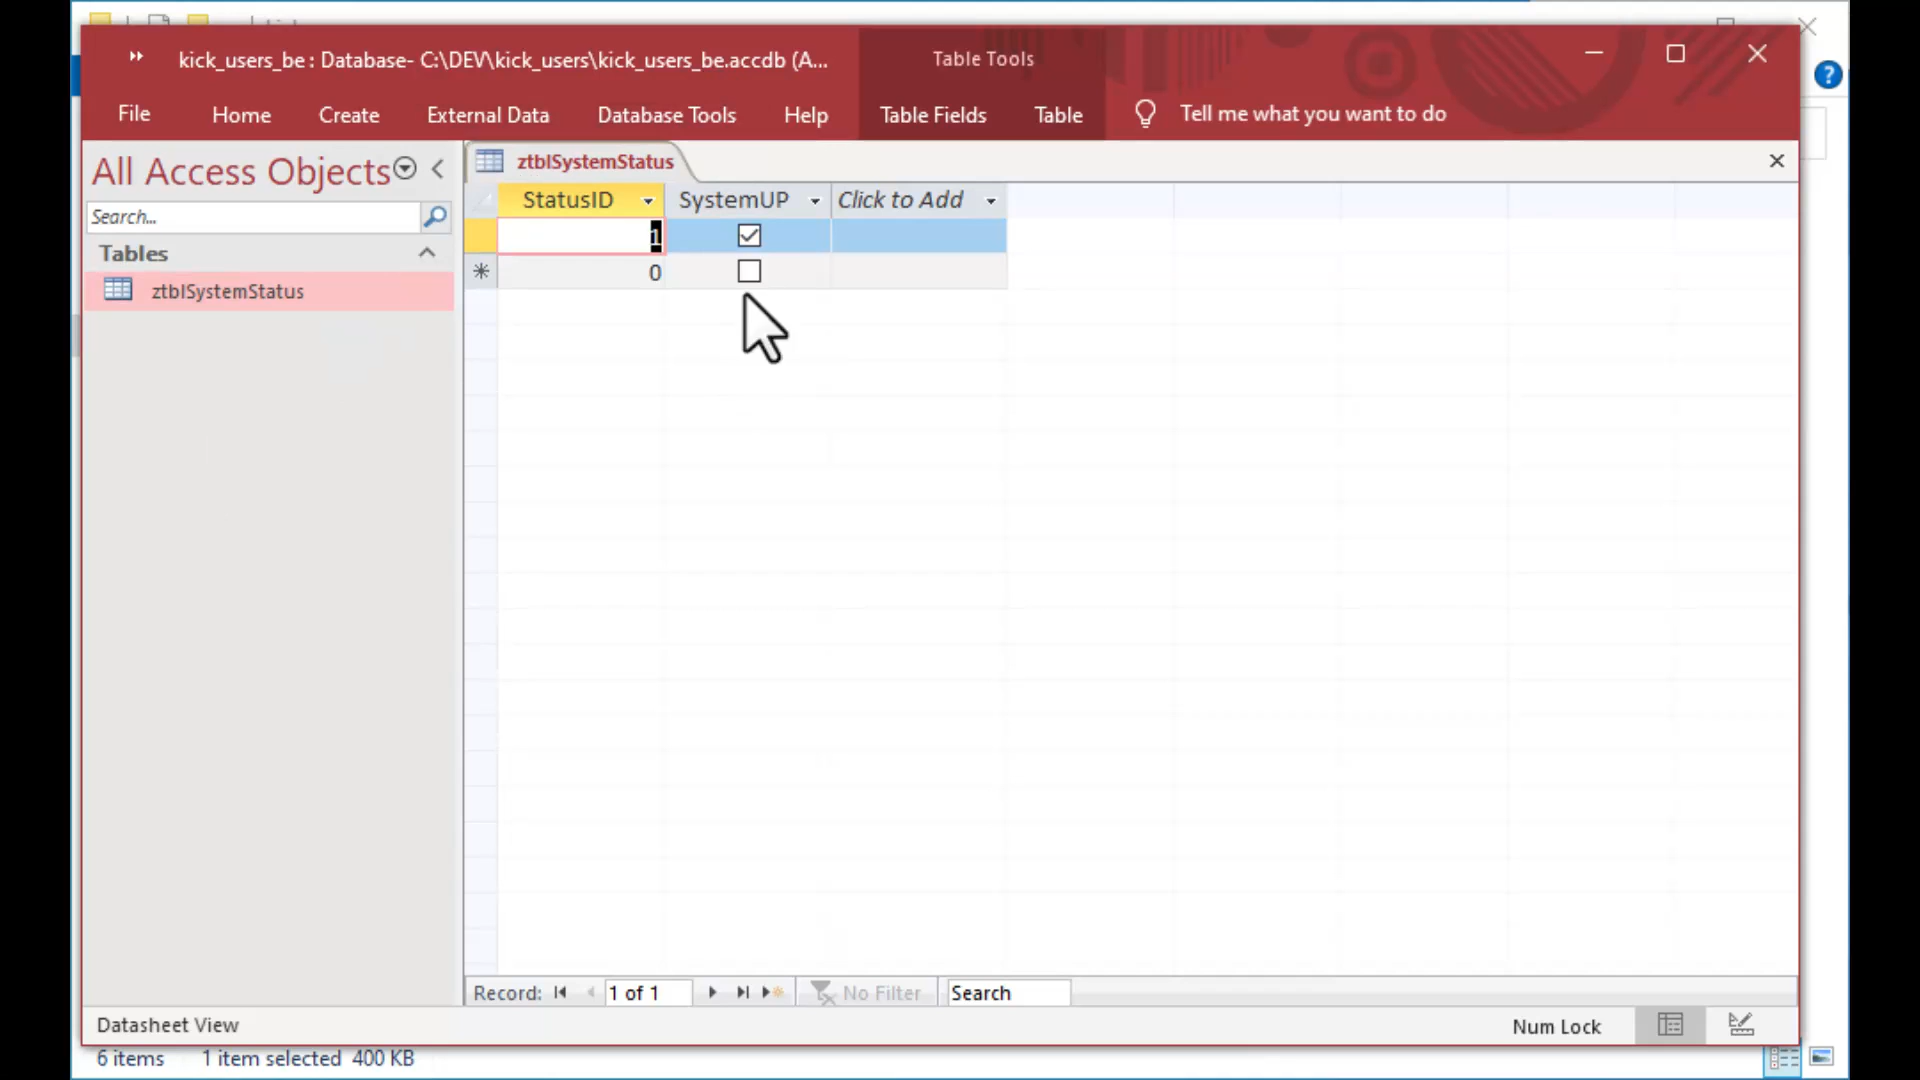 kick_users_be : Database- C:\DEV\kick_users\kick_users_be.accdb (A...
Table Tools
File
Home
Create
External Data
Database Tools
Help
Table Fields
Table
Tell me what you want to do
?
All Access Objects
Search...
Tables
ztblSystemStatus
ztblSystemStatus
StatusID
SystemUP
Click to Add
1
0
Record:
1 of 1
No Filter
Search
Datasheet View
Num Lock
6 items
1 item selected 400 KB